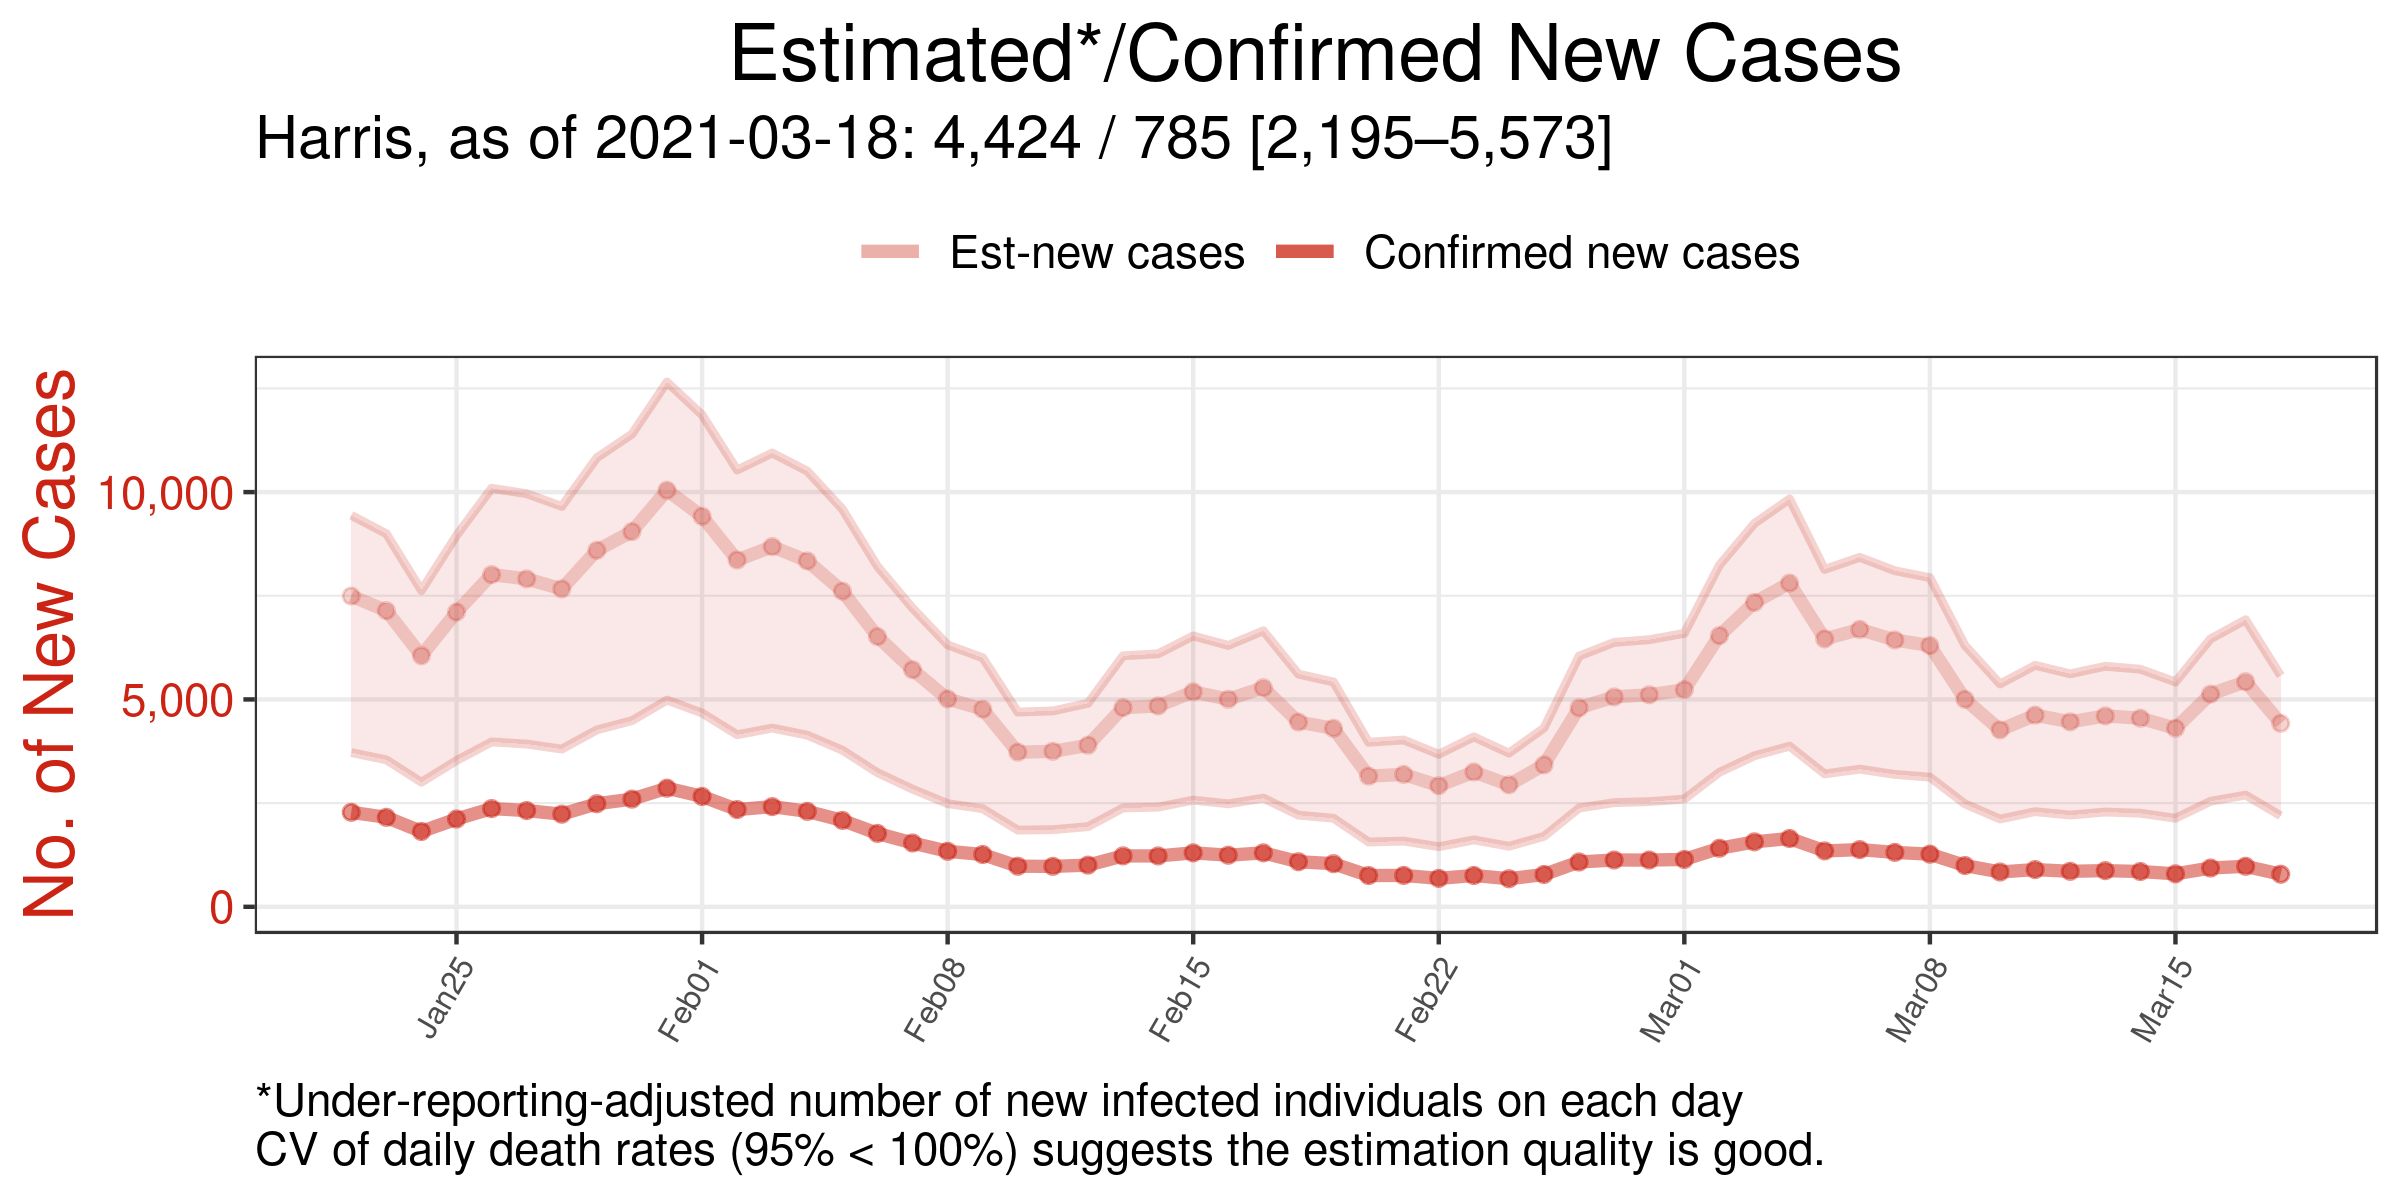 Estimated*/Confirmed New Cases
Harris, as of 2021-03-18: 4,424 / 785 [2,195–5,573]
Est-new cases
Confirmed new cases
No. of New Cases
10,000
5,000
0
Jan25
Feb01
Feb08
Feb15
Feb22
Mar01
Mar08
Mar15
*Under-reporting-adjusted number of new infected individuals on each day
CV of daily death rates (95% < 100%) suggests the estimation quality is good.